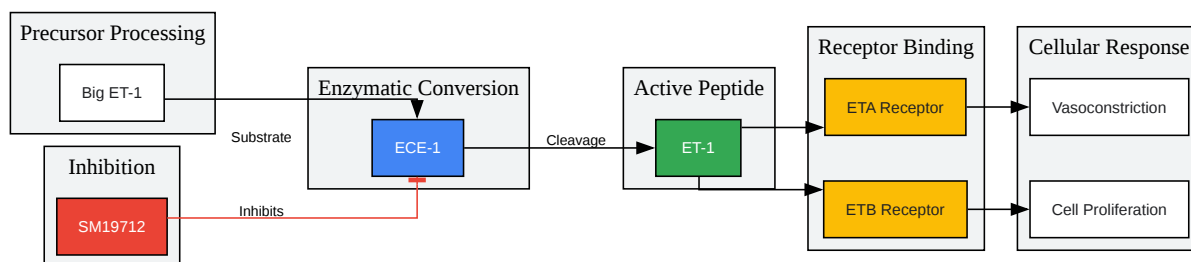 Precursor Processing
Big ET-1
Substrate
Inhibition
SM19712
Inhibits
Enzymatic Conversion
ECE-1
Cleavage
Active Peptide
ET-1
Receptor Binding
ETA Receptor
ETB Receptor
Cellular Response
Vasoconstriction
Cell Proliferation